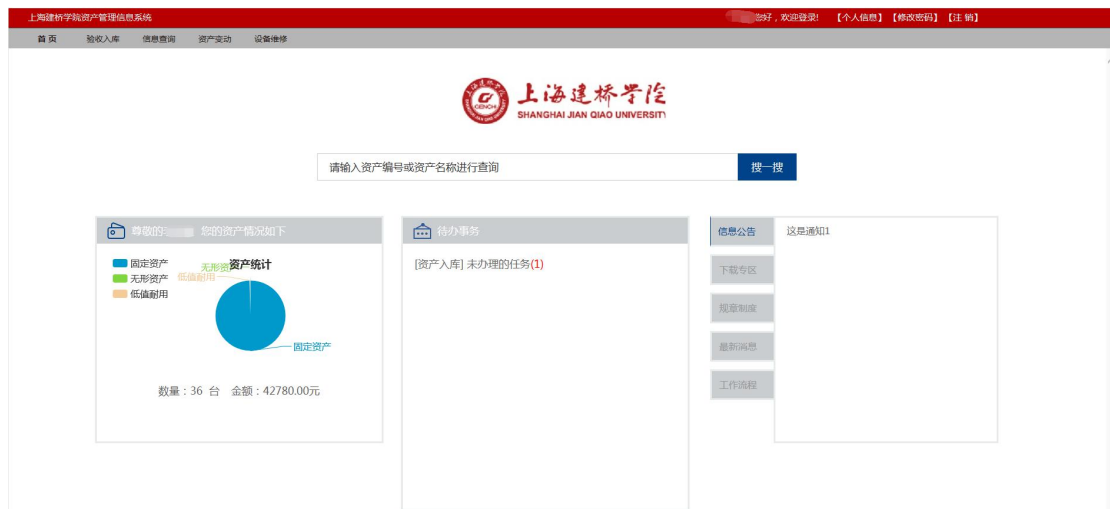 上海建桥学院资产管理信息系统
您好，欢迎登录! 【个人信息】【修改密码】【注 销】
首 页 验收入库 信息查询 资产变动 设备维修
GENCH
上海建桥学院
SHANGHAI JIAN QIAO UNIVERSITY
请输入资产编号或资产名称进行查询 搜一搜
尊敬的 您的资产情况如下
资产统计
固定资产
无形资产
低值耐用
无形资
低值耐用
固定资产
数量：36 台 金额：42780.00元
待办事务
[资产入库] 未办理的任务(1)
信息公告
下载专区
规章制度
最新消息
工作流程
这是通知1